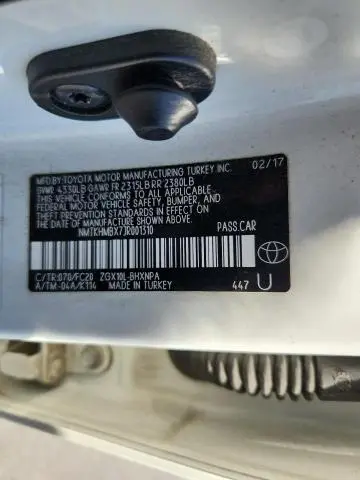 MFD.BY:TOYOTA MOTOR MANUFACTURING TURKEY INC. 02/17
GVWR 4330LB GAWR FR 2315LB RR 2380LB
THIS VEHICLE CONFORMS TO ALL APPLICABLE
FEDERAL MOTOR VEHICLE SAFETY, BUMPER, AND
THEFT PREVENTION STANDARDS IN EFFECT ON
THE DATE OF MANUFACTURE SHOWN ABOVE.
NMTKHMBX7JR001310 PASS.CAR
C/TR:070/FC20 ZGX10L-BHXNPA
A/TM:-04A/K114 MADE IN TURKEY 447 U